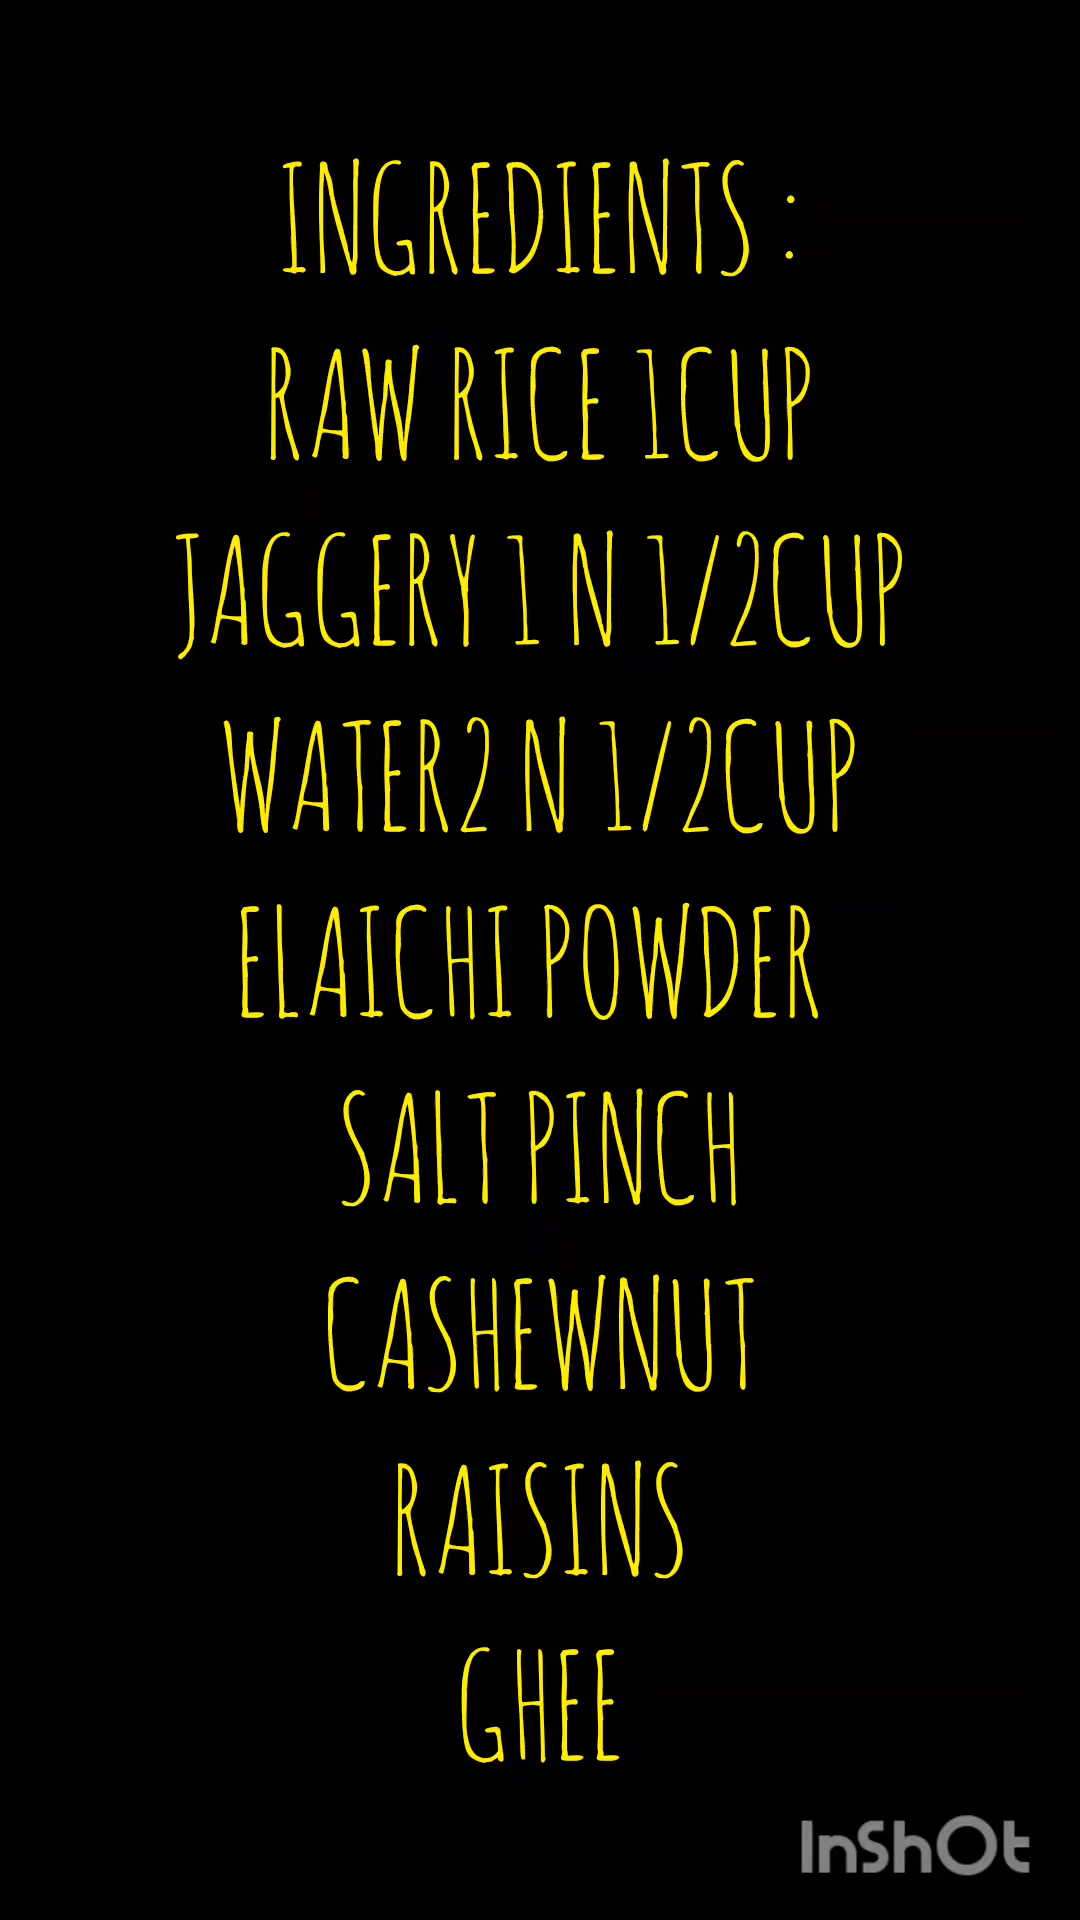 INGREDIENTS :
RAW RICE 1CUP
JAGGERY 1 N 1/2CUP
WATER2 N 1/2CUP
ELAICHI POWDER
SALT PINCH
CASHEWNUT
RAISINS
GHEE
InShOt